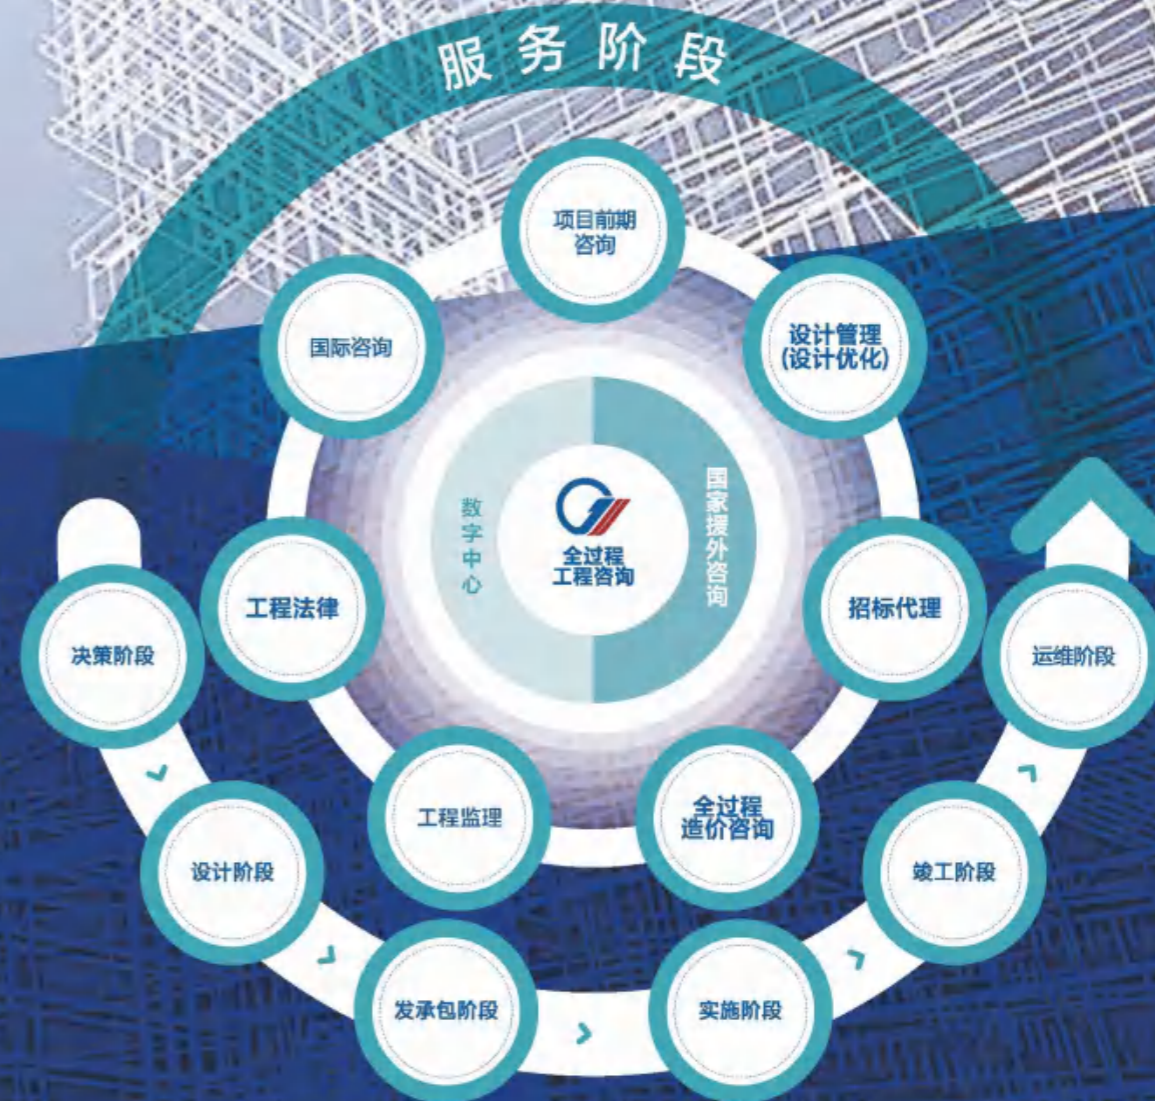 服务阶段
项目前期
咨询
国际咨询
设计管理
(设计优化)
数字中心
全过程
工程咨询
国家援外咨询
工程法律
招标代理
决策阶段
运维阶段
工程监理
全过程
造价咨询
设计阶段
竣工阶段
发承包阶段
实施阶段